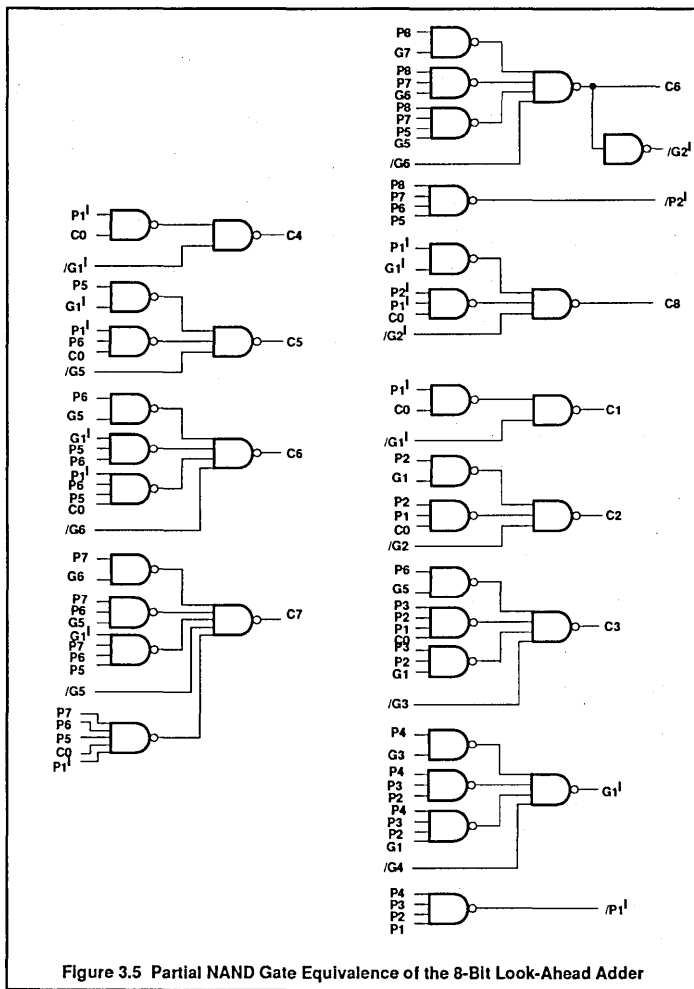 P1I
C0
/G1I
C4
P5
G1I
P1I
P6
C0
/G5
C5
P6
G5
G1I
P5
P6
P1I
P6
P5
C0
/G6
C6
P7
G6
P7
P6
G5
G1I
P7
P6
P5
/G5
P7
P6
P5
C0
P1I
C7
P8
G7
P8
P7
G6
P8
P7
P5
G5
/G6
C6
/G2I
P8
P7
P6
P5
/P2I
P1I
G1I
P2I
P1I
C0
/G2I
C8
P1I
C0
/G1I
C1
P2
G1
P2
P1
C0
/G2
C2
P6
G5
P3
P2
P1
C0
P3
P2
G1
/G3
C3
P4
G3
P4
P3
P2
P4
P3
P2
G1
/G4
G1I
P4
P3
P2
P1
/P1I
Figure 3.5 Partial NAND Gate Equivalence of the 8-Bit Look-Ahead Adder